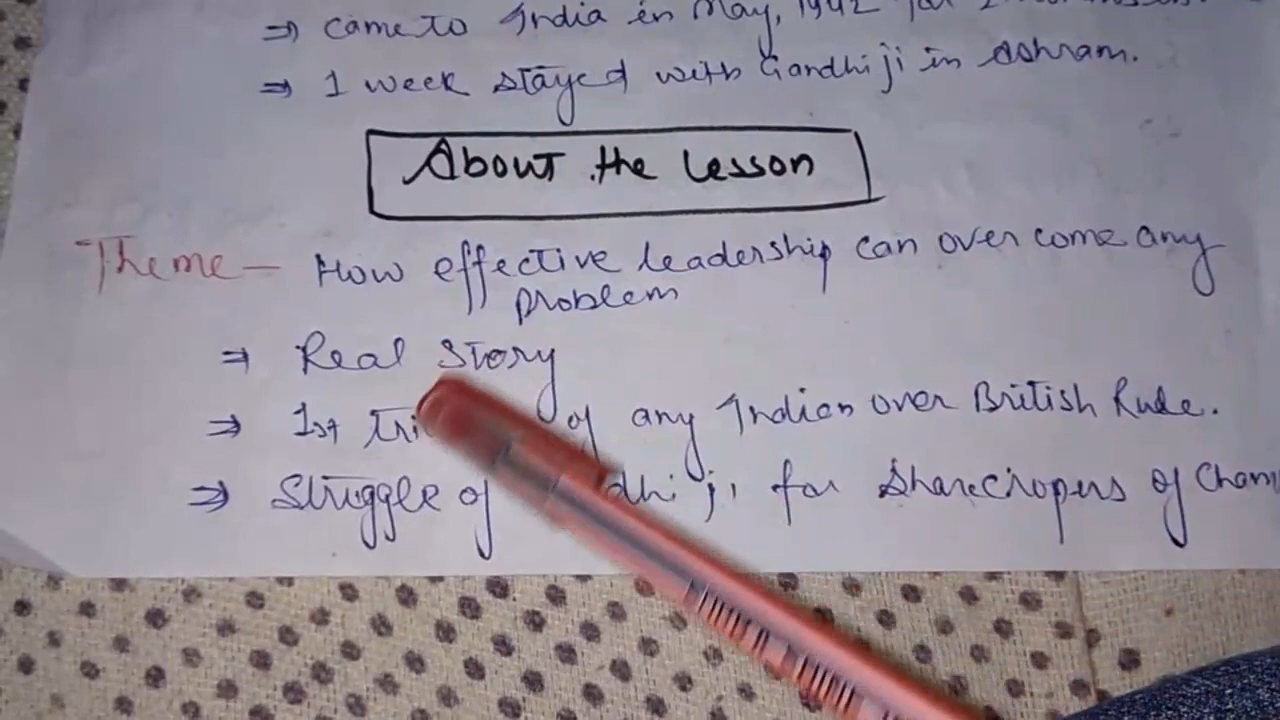 ⇒ came to India in May, 1942 for
⇒ 1 week stayed with Gandhiji in Ashram.
About the Lesson
Theme — How effective leadership can over come any
problem
⇒ Real Story
⇒ 1st of any Indian over British Rule.
⇒ Struggle of ji for Sharecropers of